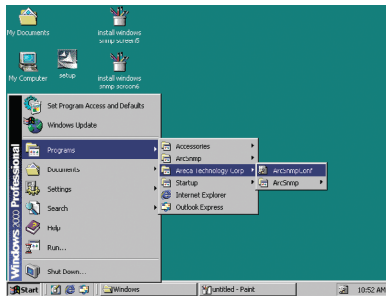 My Documents
install windows
snmp screen5
My Computer
setup
install windows
snmp screen6
Set Program Access and Defaults
Windows Update
Programs
Documents
Settings
Search
Help
Run...
Shut Down...
Windows 2000 Professional
Accessories
ArcSnmp
Areca Technology Corp
Startup
Internet Explorer
Outlook Express
ArcSnmpConf
ArcSnmp
Start
Windows
untitled - Paint
10:52 AM